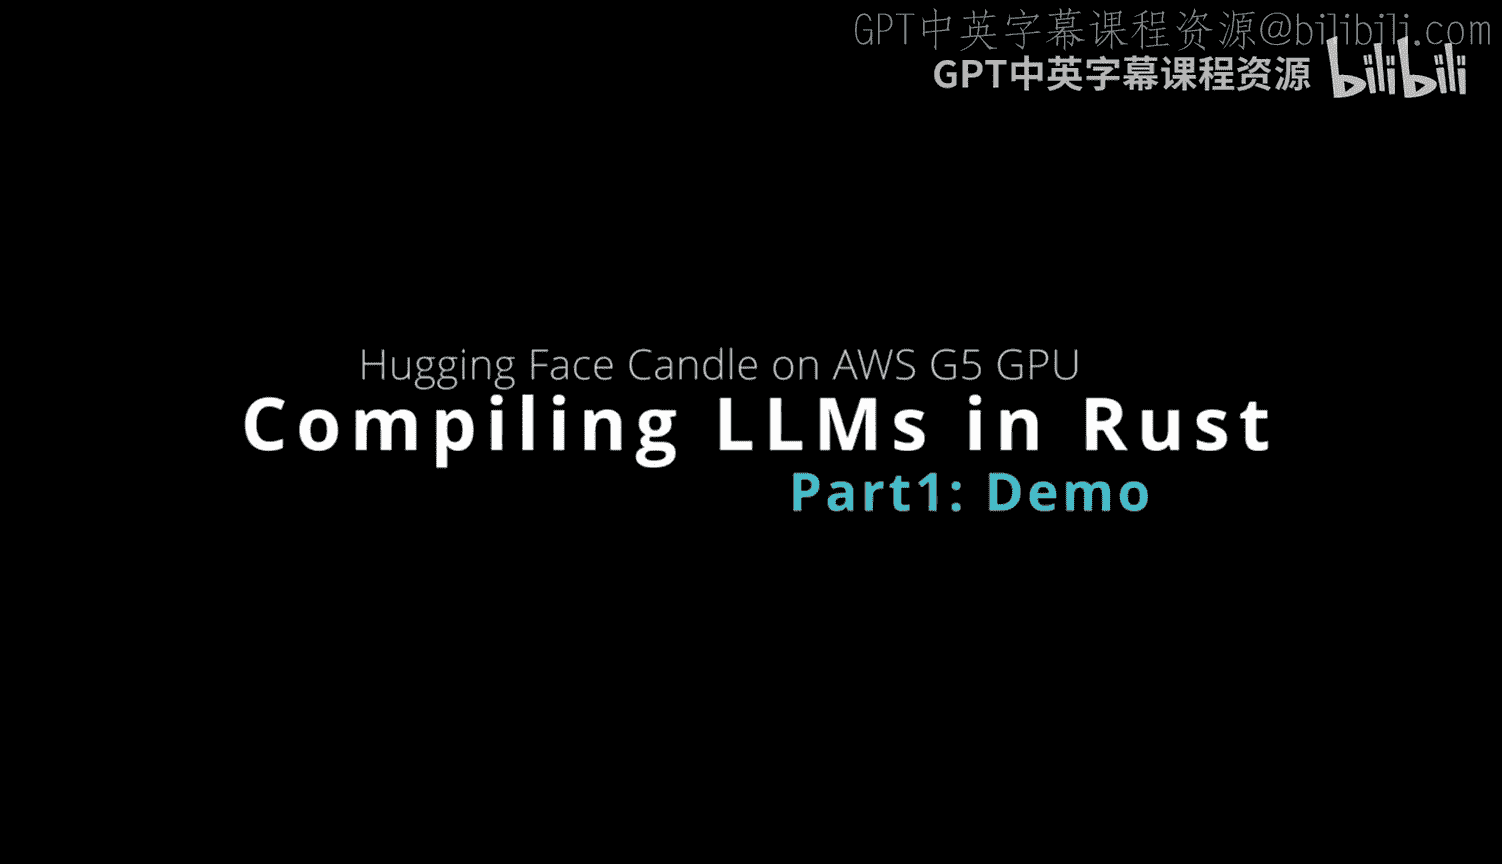 GPT中英字幕课程资源@bilibili.com
GPT中英字幕课程资源 bilibili
Hugging Face Candle on AWS G5 GPU
Compiling LLMs in Rust
Part1: Demo